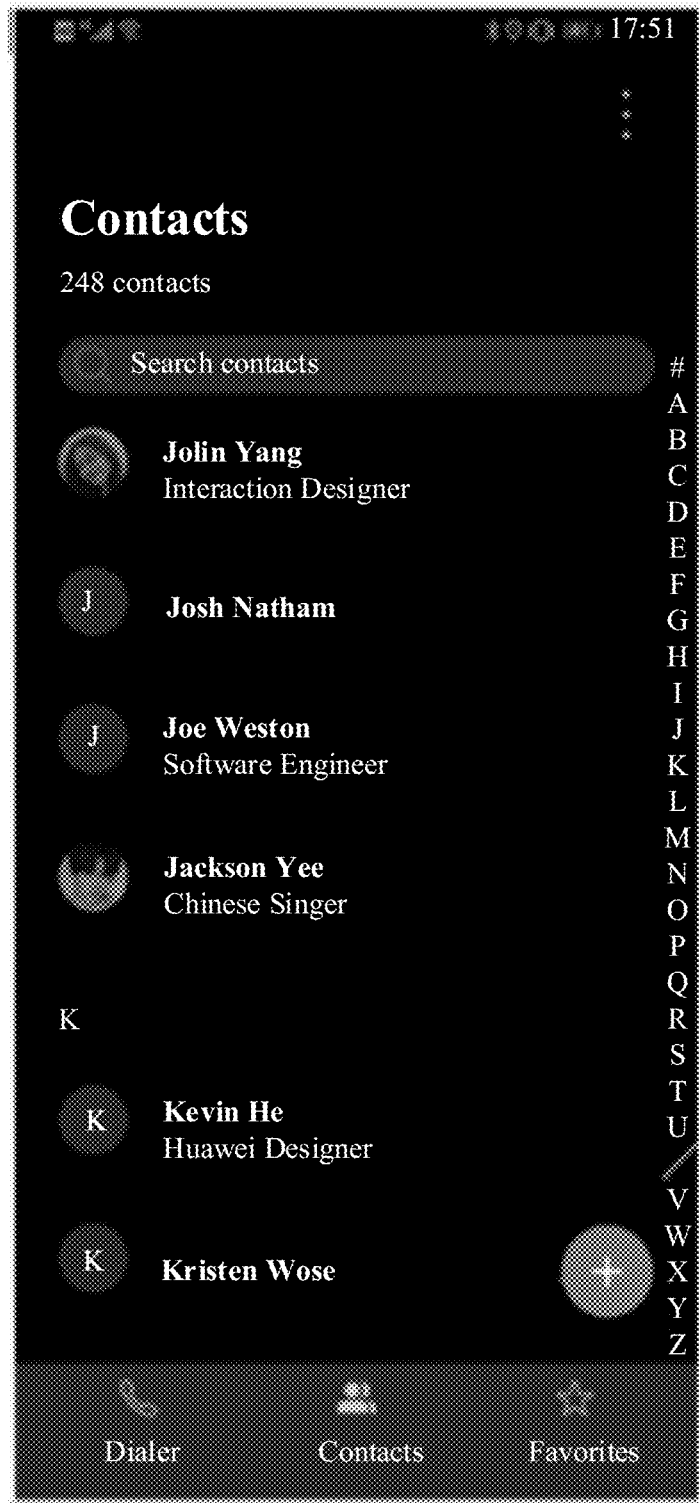 17:51
Contacts
248 contacts
Search contacts
Jolin Yang
Interaction Designer
J
Josh Natham
J
Joe Weston
Software Engineer
Jackson Yee
Chinese Singer
K
K
Kevin He
Huawei Designer
K
Kristen Wose
+
#
A
B
C
D
E
F
G
H
I
J
K
L
M
N
O
P
Q
R
S
T
U
V
W
X
Y
Z
Dialer
Contacts
Favorites